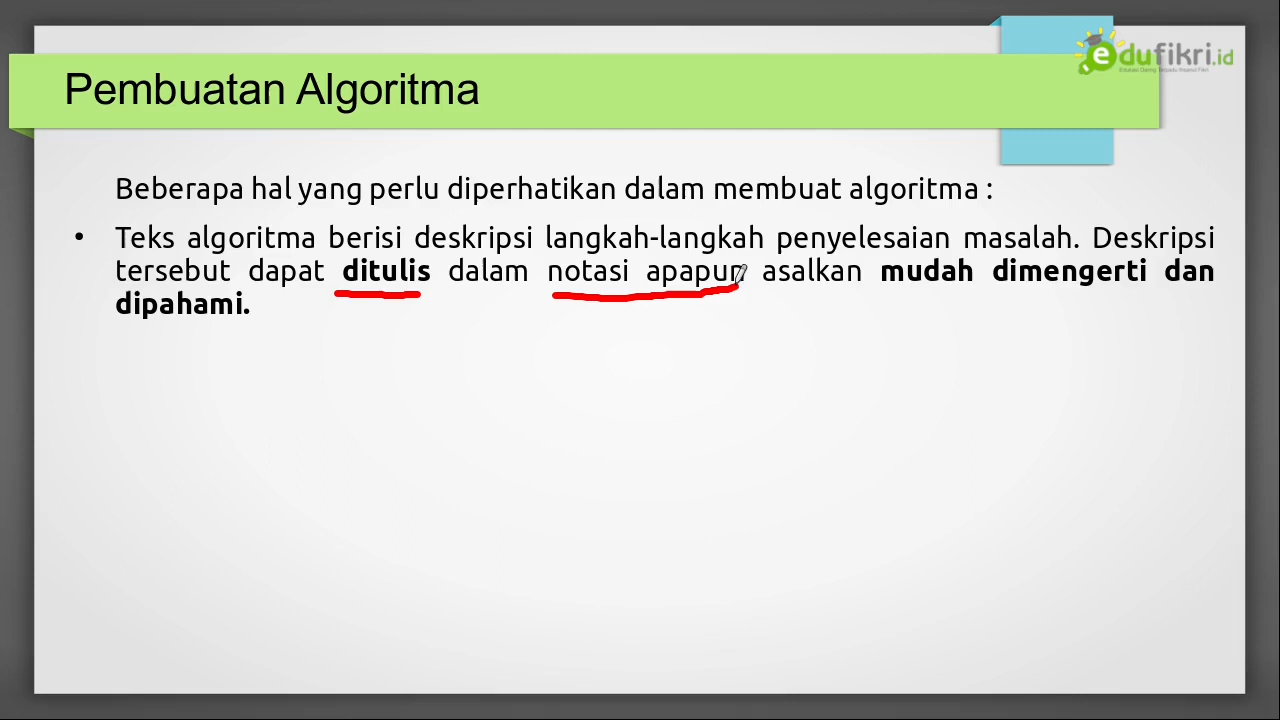 edufikri.id
Pembuatan Algoritma
Beberapa hal yang perlu diperhatikan dalam membuat algoritma :
• Teks algoritma berisi deskripsi langkah-langkah penyelesaian masalah. Deskripsi
tersebut dapat ditulis dalam notasi apapun asalkan mudah dimengerti dan
dipahami.